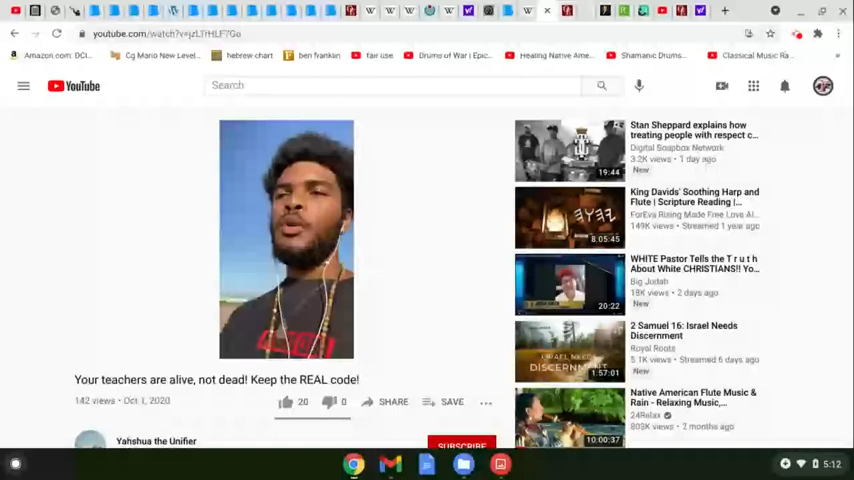 youtube.com/watch?v=jzLTrHLF7Go
Amazon.com: DCI...
Cg Mario New Level...
hebrew-chart
ben franklin
fair use
Drums of War | Epic...
Healing Native Ame...
Shamanic Drums...
Classical Music Ra...
YouTube
Search
Stan Sheppard explains how
treating people with respect c...
Digital Soapbox Network
3.2K views • 1 day ago
New
19:44
King Davids' Soothing Harp and
Flute | Scripture Reading |...
ForEva Rising Made Free Love Al...
149K views • Streamed 1 year ago
8:05:45
WHITE Pastor Tells the T r u t h
About White CHRISTIANS!! Yo...
Big Judah
18K views • 2 days ago
New
20:22
2 Samuel 16: Israel Needs
Discernment
Royal Roots
5.1K views • Streamed 6 days ago
New
ISRAEL NEEDS
DISCERNMENT
1:57:01
Native American Flute Music &
Rain - Relaxing Music,...
24Relax
803K views • 7 months ago
10:00:37
Your teachers are alive, not dead! Keep the REAL code!
142 views • Oct 1, 2020
20
0
SHARE
SAVE
Yahshua the Unifier
SUBSCRIBE
5:12